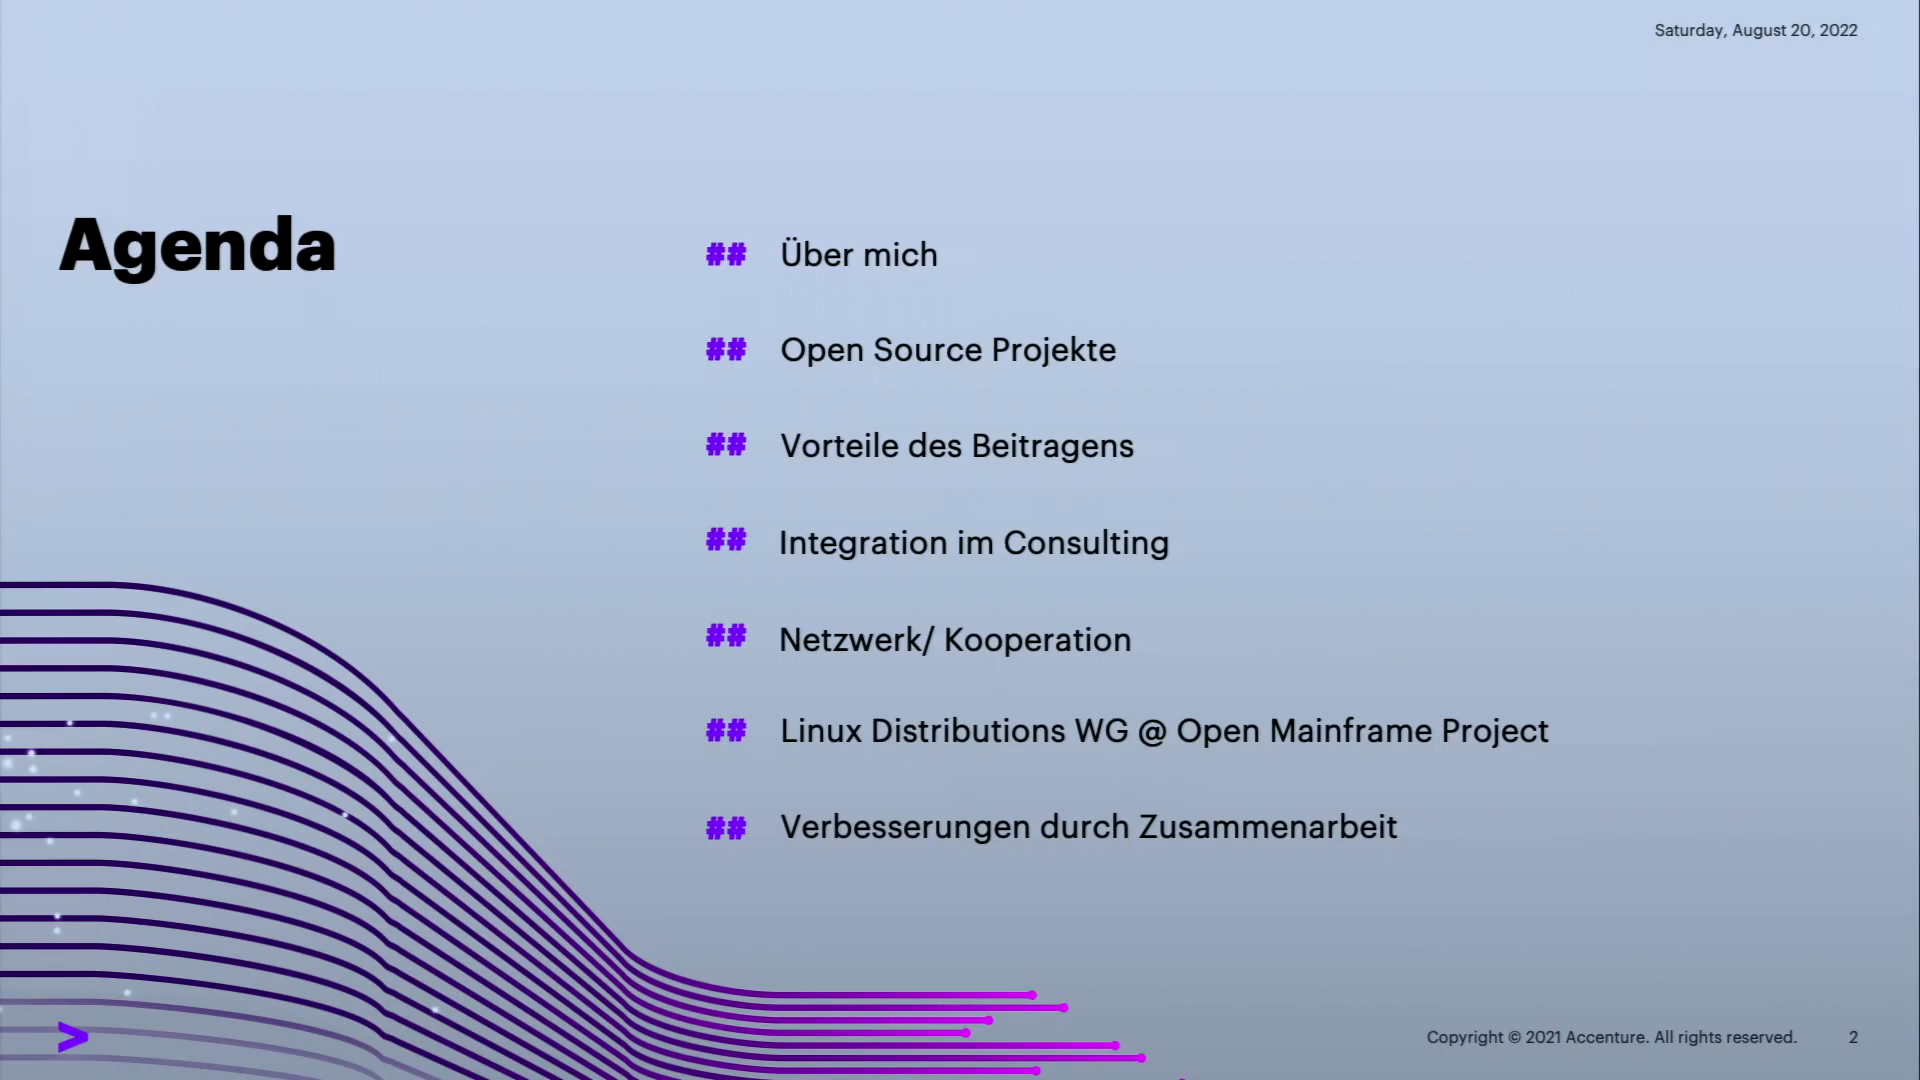 Saturday, August 20, 2022
Agenda
## Über mich
## Open Source Projekte
## Vorteile des Beitragens
## Integration im Consulting
## Netzwerk/ Kooperation
## Linux Distributions WG @ Open Mainframe Project
## Verbesserungen durch Zusammenarbeit
>
Copyright © 2021 Accenture. All rights reserved. 2